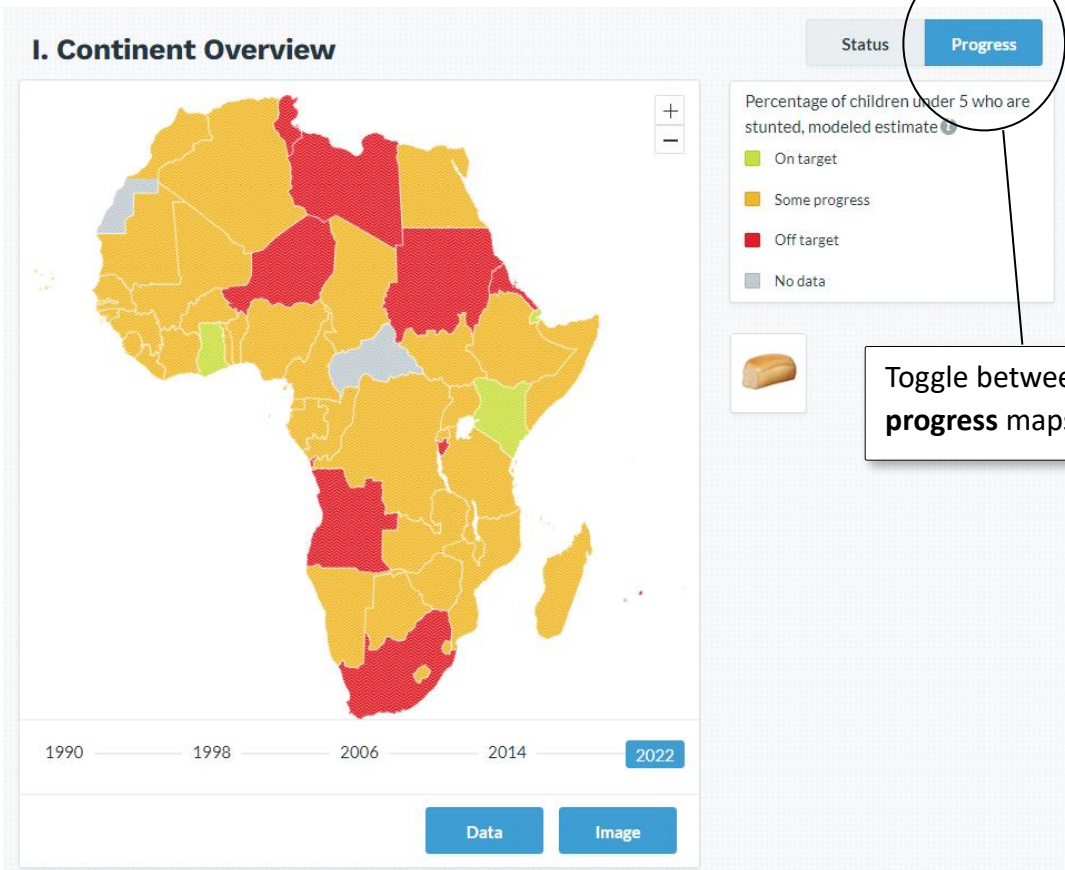 I. Continent Overview
Status
Progress
+
−
Percentage of children under 5 who are
stunted, modeled estimate
On target
Some progress
Off target
No data
Toggle betwee
progress maps
1990
1998
2006
2014
2022
Data
Image